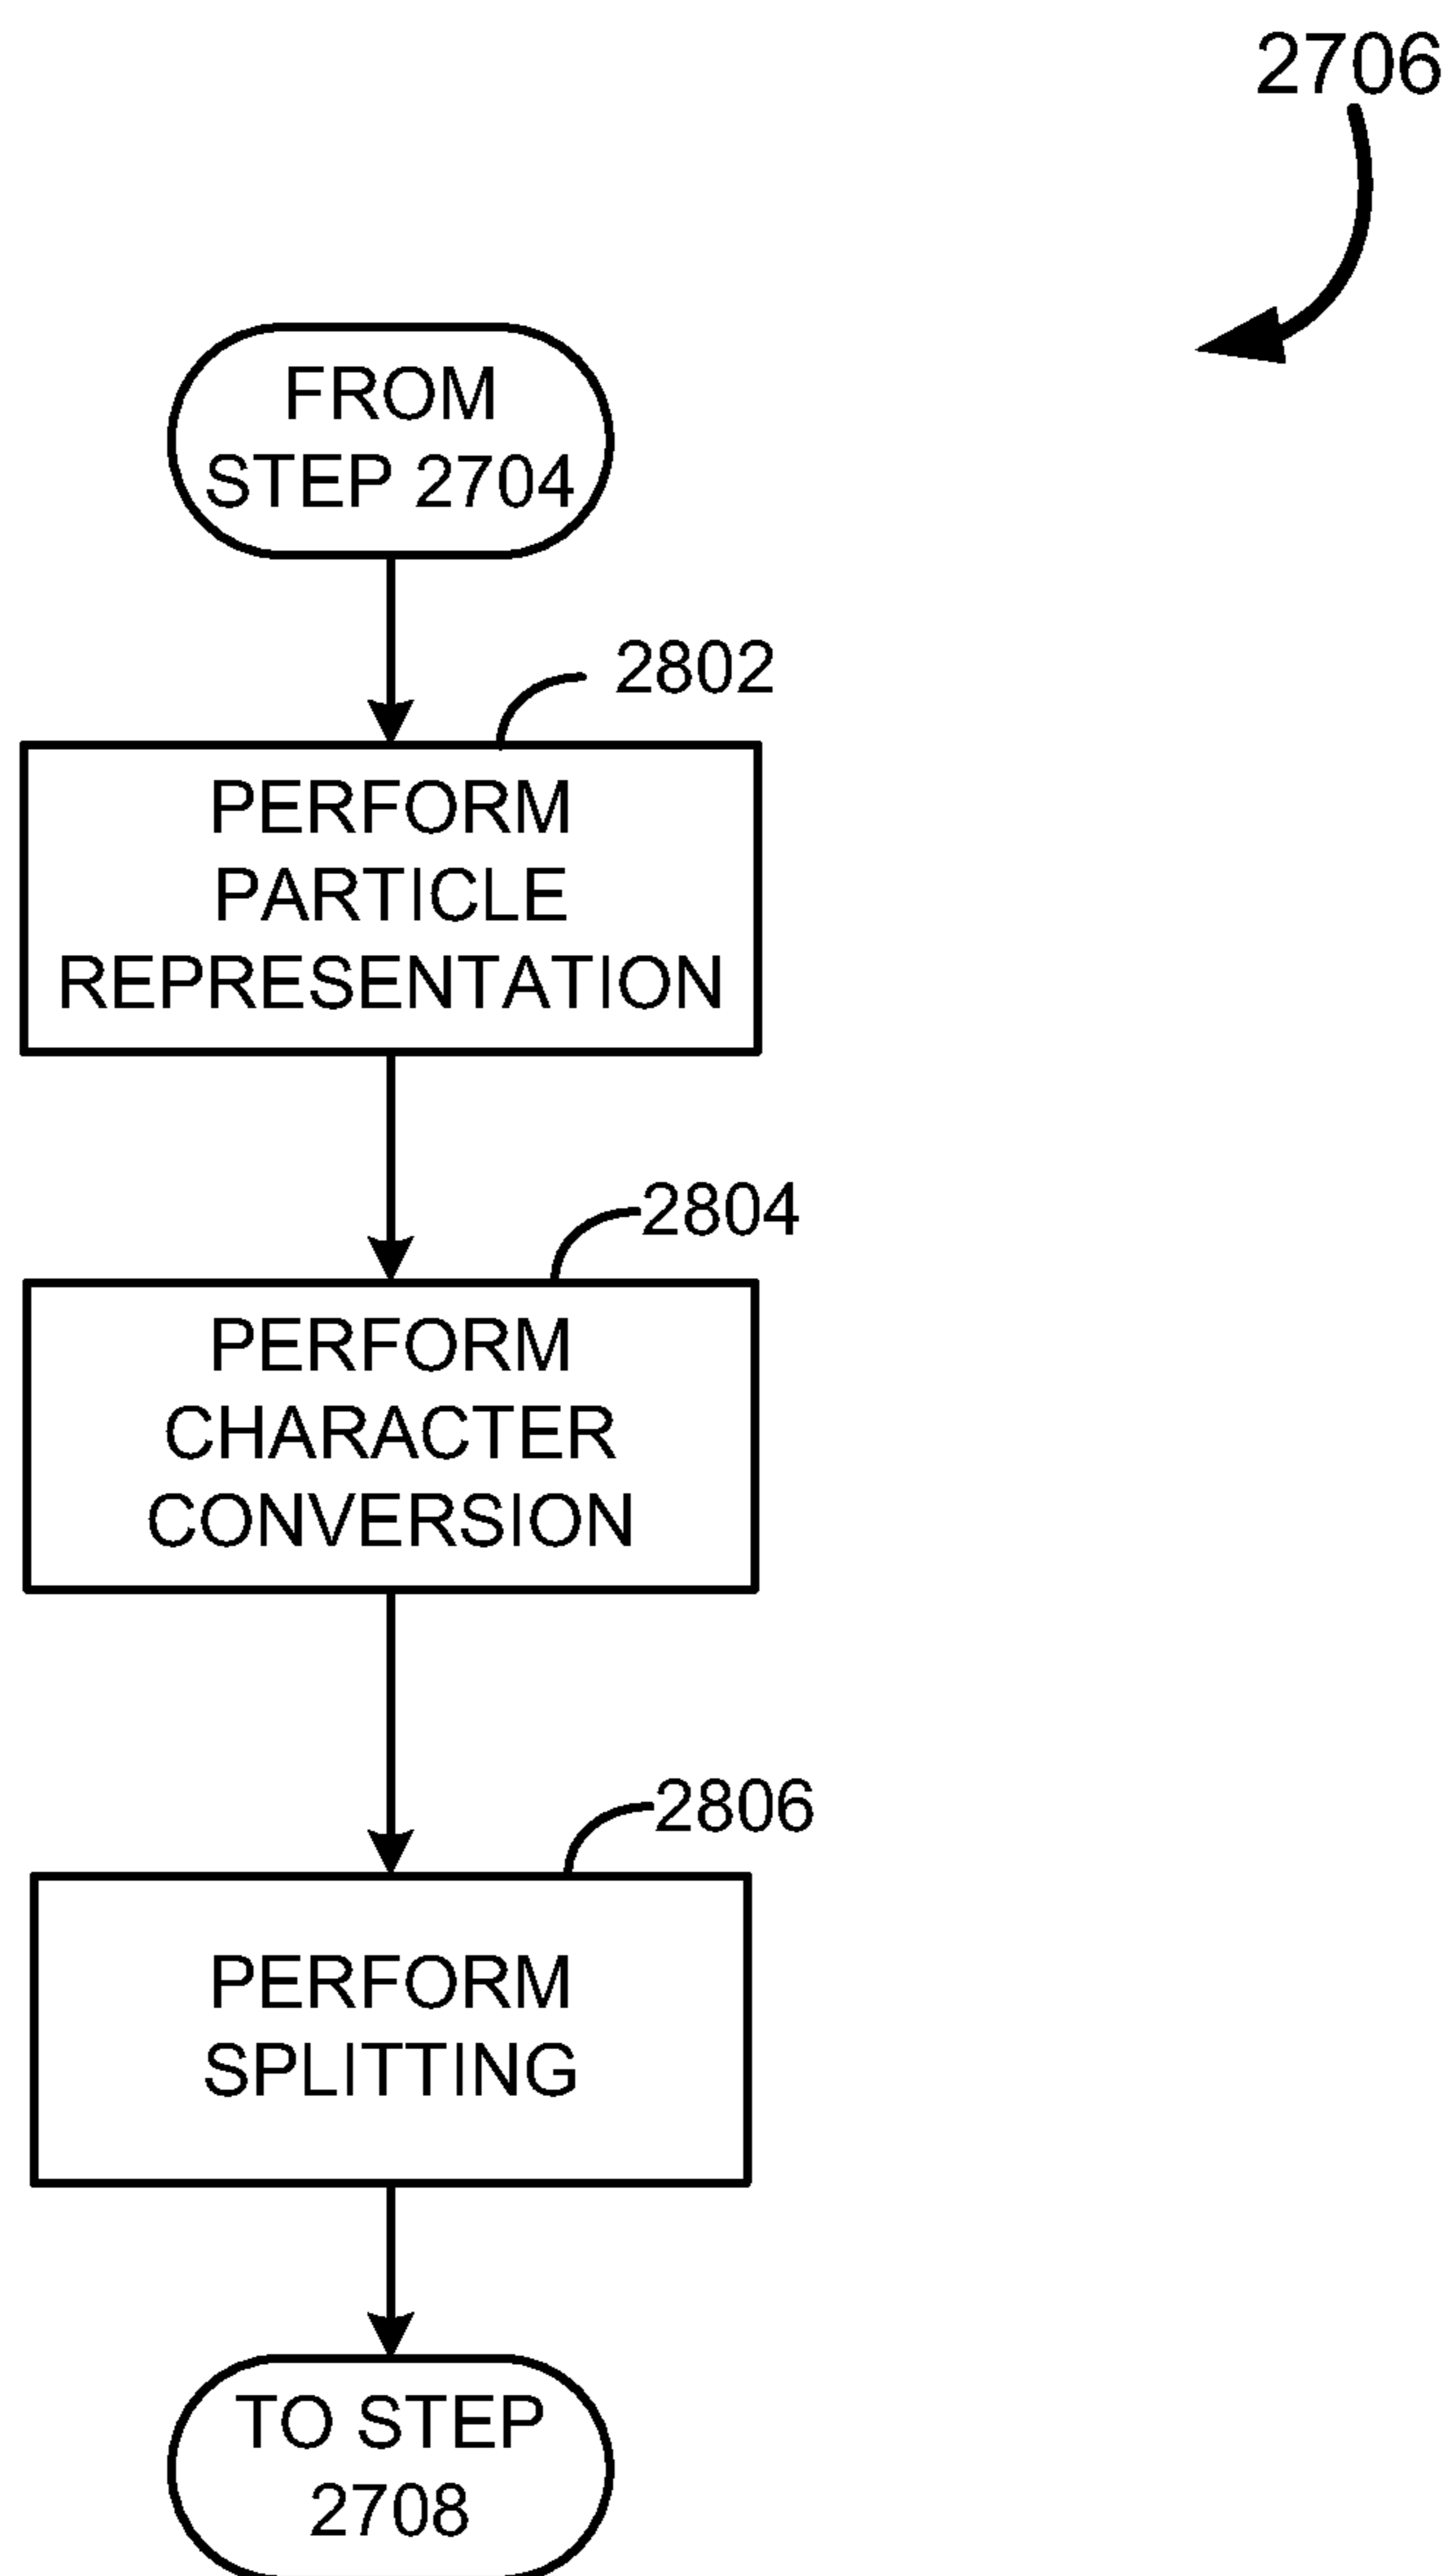 2706
FROM
STEP 2704
2802
PERFORM
PARTICLE
REPRESENTATION
2804
PERFORM
CHARACTER
CONVERSION
2806
PERFORM
SPLITTING
TO STEP
2708